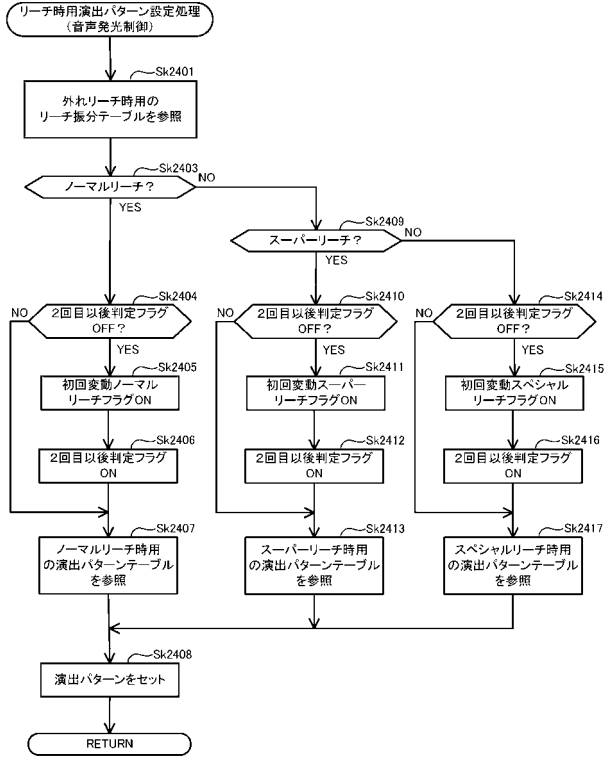 リーチ時用演出パターン設定処理
(音声発光制御)
Sk2401
外れリーチ時用の
リーチ振分テーブルを参照
Sk2403
ノーマルリーチ?
NO
YES
Sk2409
スーパーリーチ?
NO
YES
Sk2404
NO
2回目以後判定フラグ
OFF?
YES
Sk2405
初回変動ノーマル
リーチフラグON
Sk2406
2回目以後判定フラグ
ON
Sk2407
ノーマルリーチ時用
の演出パターンテーブル
を参照
Sk2410
NO
2回目以後判定フラグ
OFF?
YES
Sk2411
初回変動スーパー
リーチフラグON
Sk2412
2回目以後判定フラグ
ON
Sk2413
スーパーリーチ時用
の演出パターンテーブル
を参照
Sk2414
NO
2回目以後判定フラグ
OFF?
YES
Sk2415
初回変動スペシャル
リーチフラグON
Sk2416
2回目以後判定フラグ
ON
Sk2417
スペシャルリーチ時用
の演出パターンテーブル
を参照
Sk2408
演出パターンをセット
RETURN